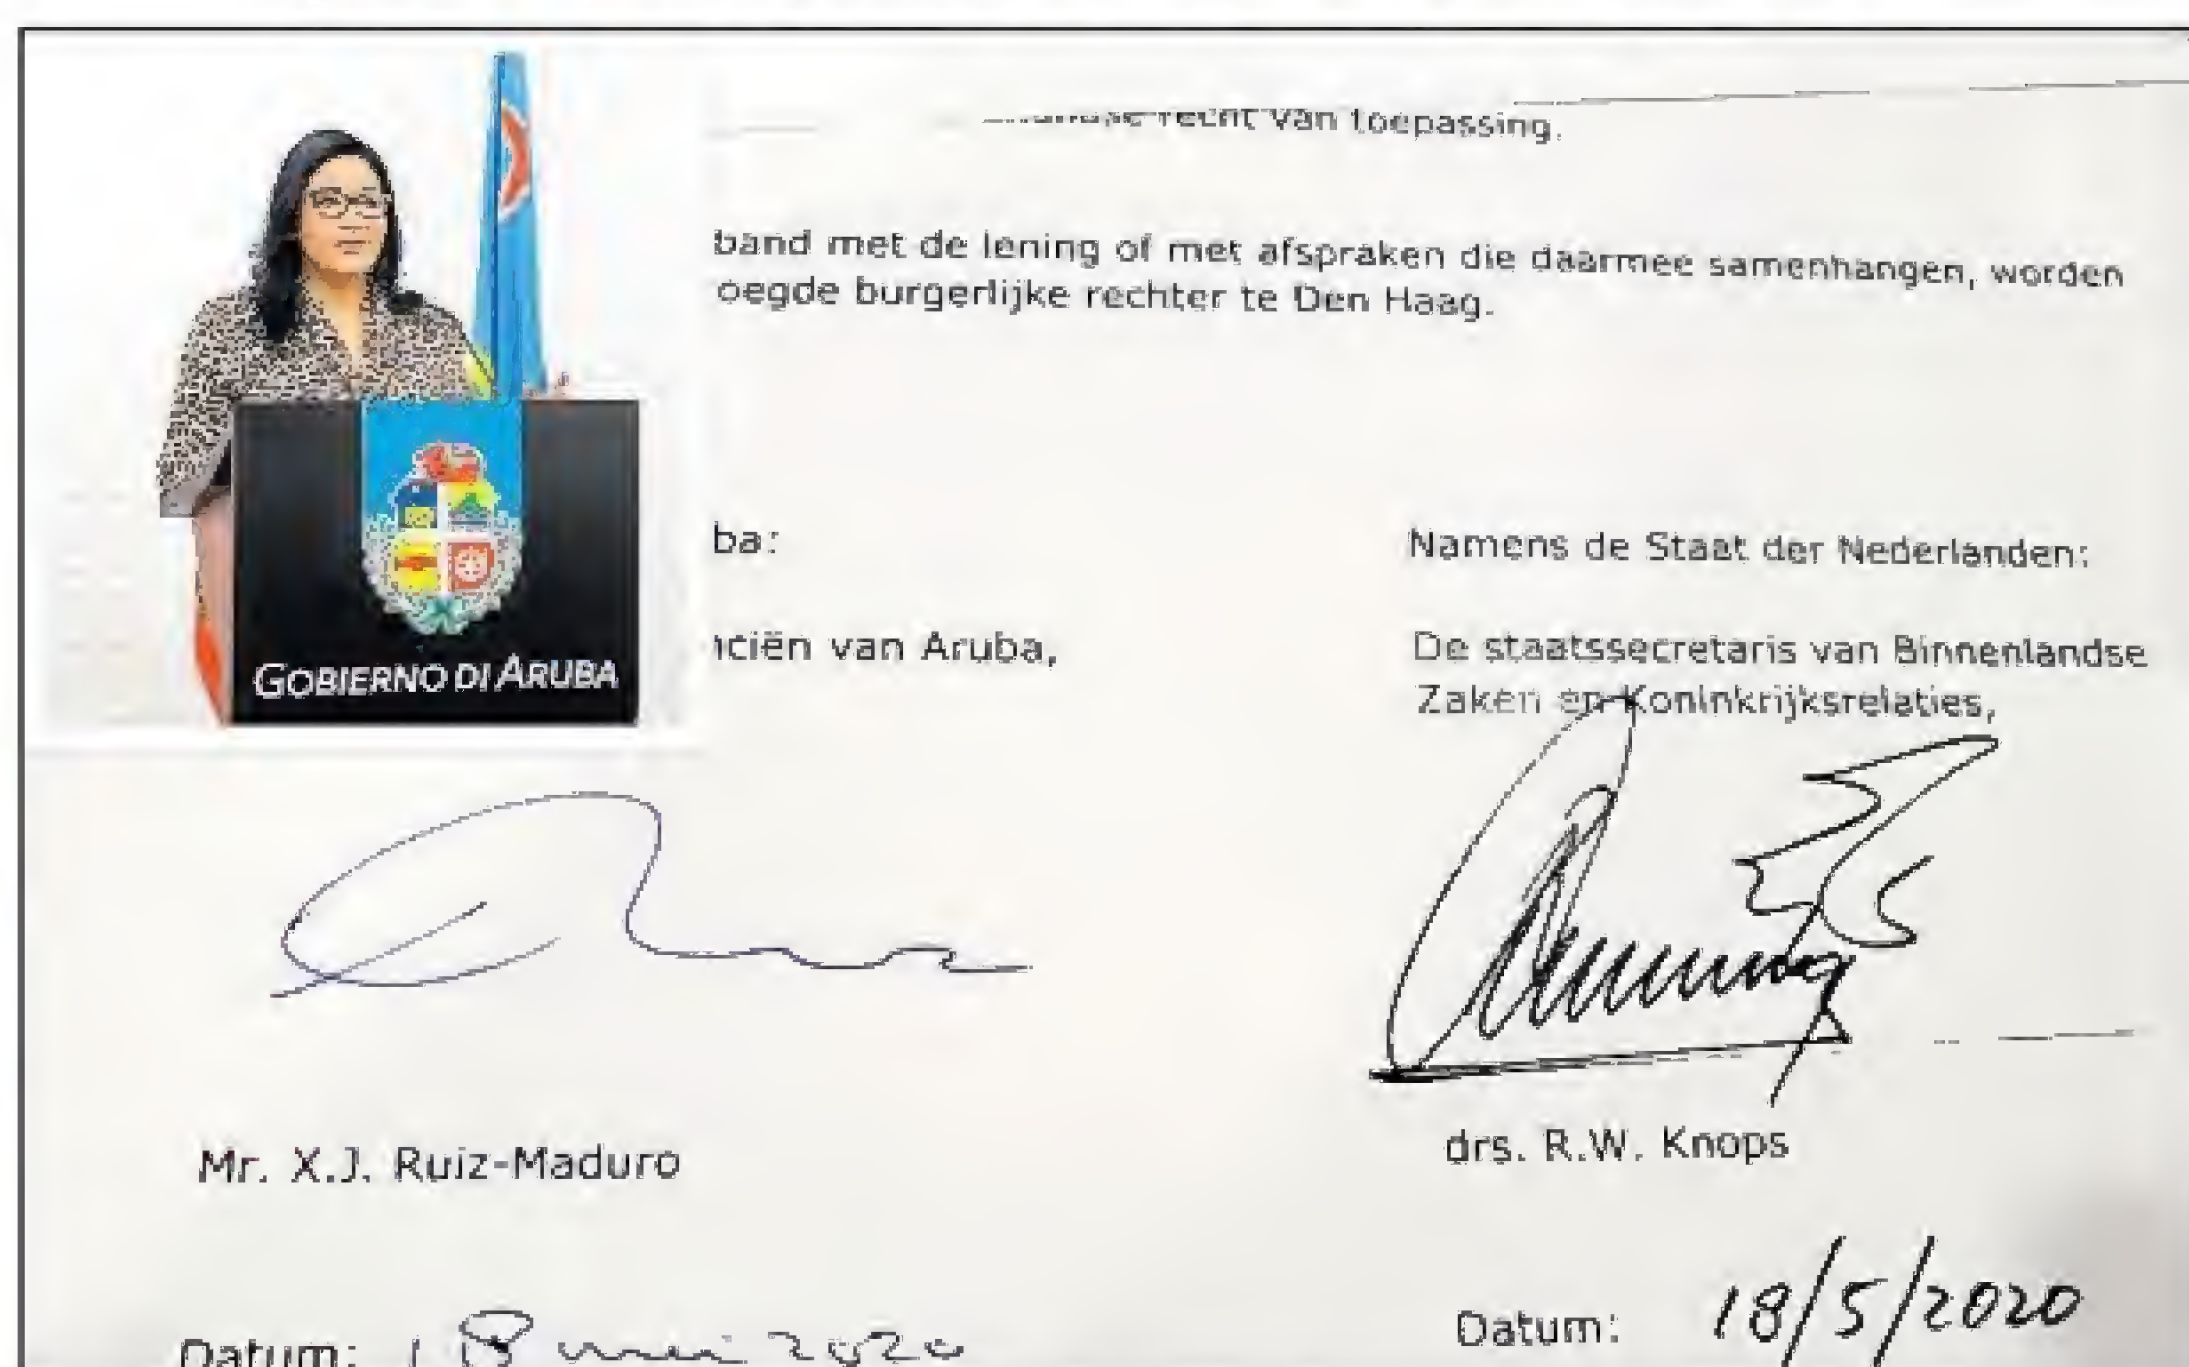 recht van toepassing.
band met de lening of met afspraken die daarmee samenhangen, worden
oegde burgerlijke rechter te Den Haag.
ba:
Namens de Staat der Nederlanden:
nciën van Aruba,
De staatssecretaris van Binnenlandse
Zaken en Koninkrijksrelaties,
GOBIERNO DI ARUBA
Mr. X.J. Ruiz-Maduro
drs. R.W. Knops
Datum: 18 mei 2020
Datum: 18/5/2020